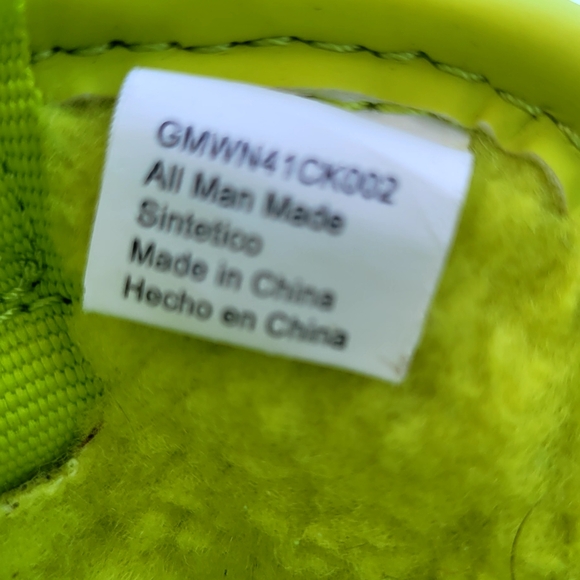 GMWN41CK002
All Man Made
Sintetico
Made in China
Hecho en China